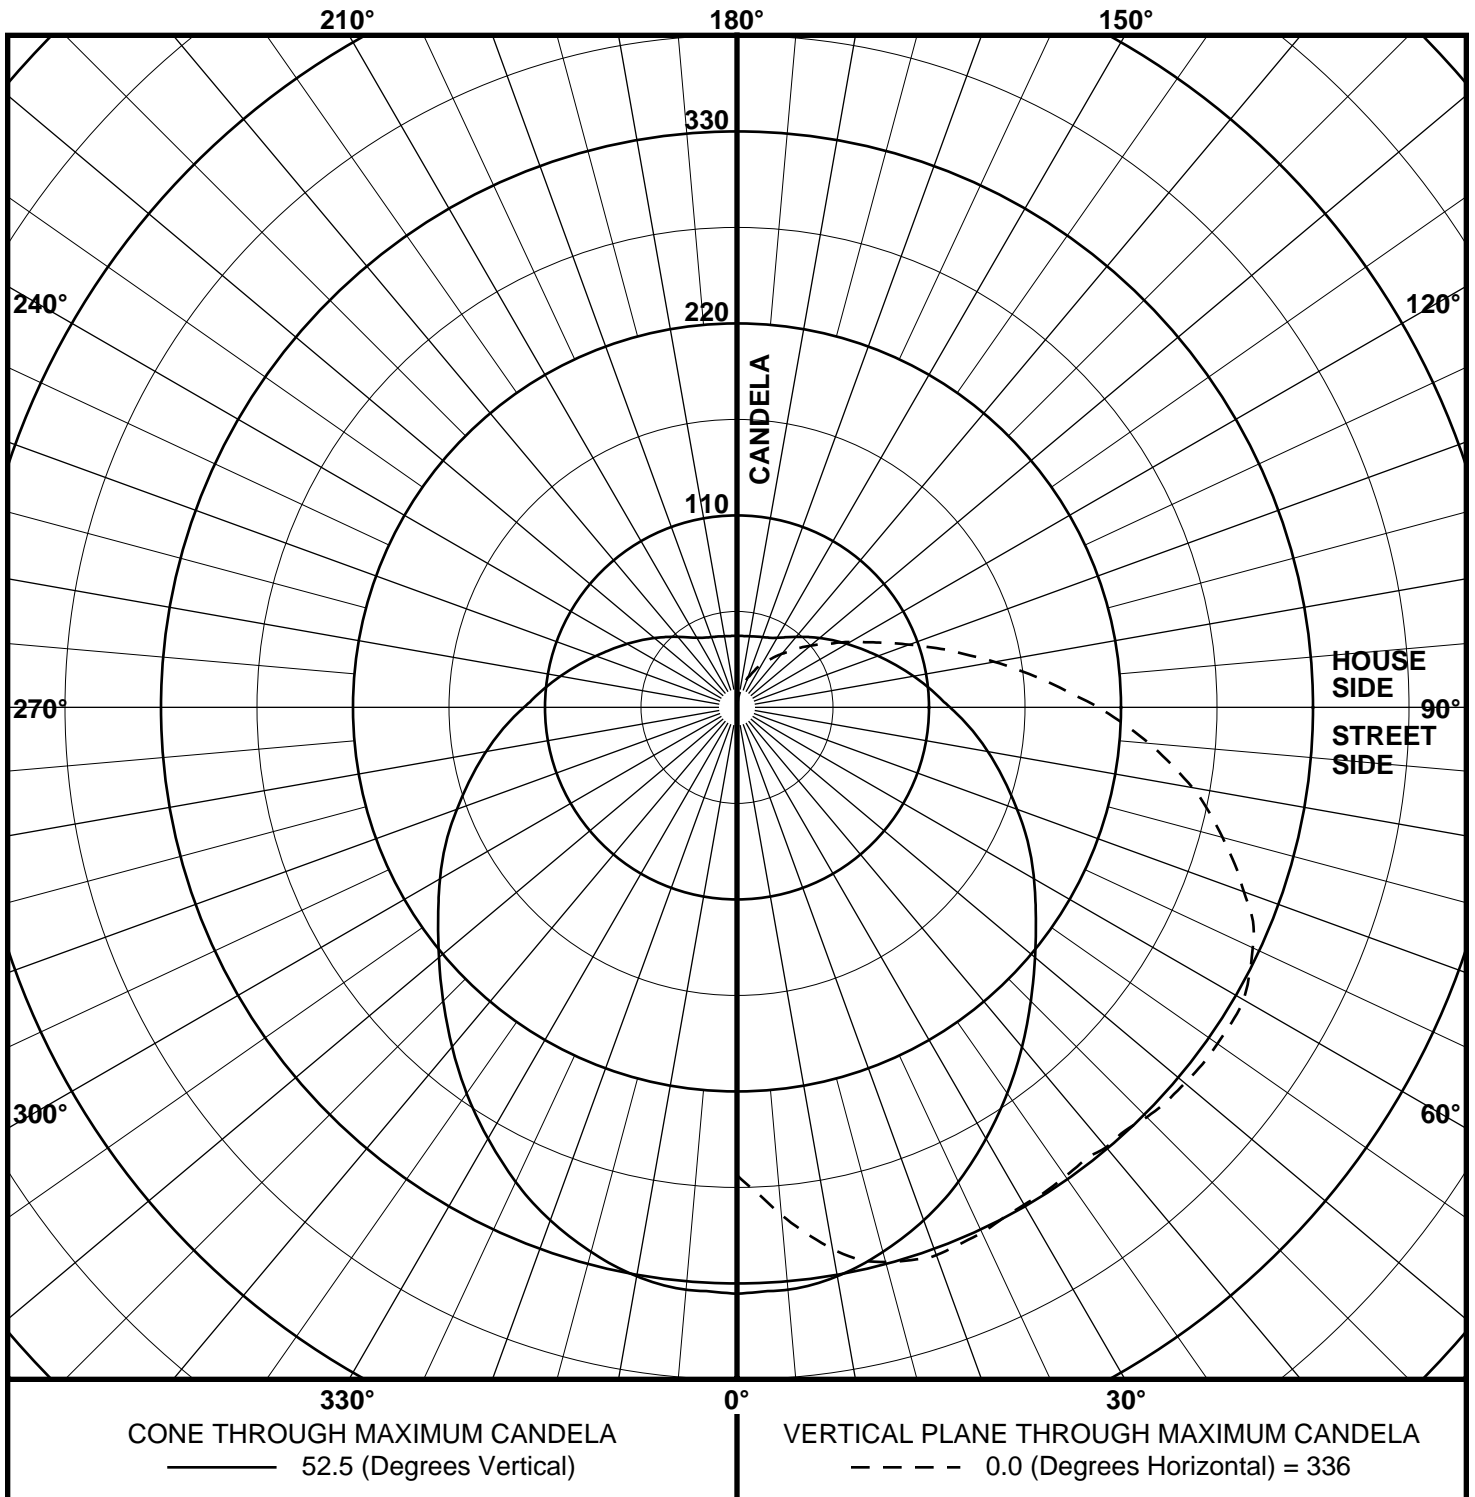 210°
180°
150°
330
240°
120°
220
CANDELA
110
HOUSE
SIDE
270°
90°
STREET
SIDE
300°
60°
330°
0°
30°
CONE THROUGH MAXIMUM CANDELA
52.5 (Degrees Vertical)
VERTICAL PLANE THROUGH MAXIMUM CANDELA
0.0 (Degrees Horizontal) = 336